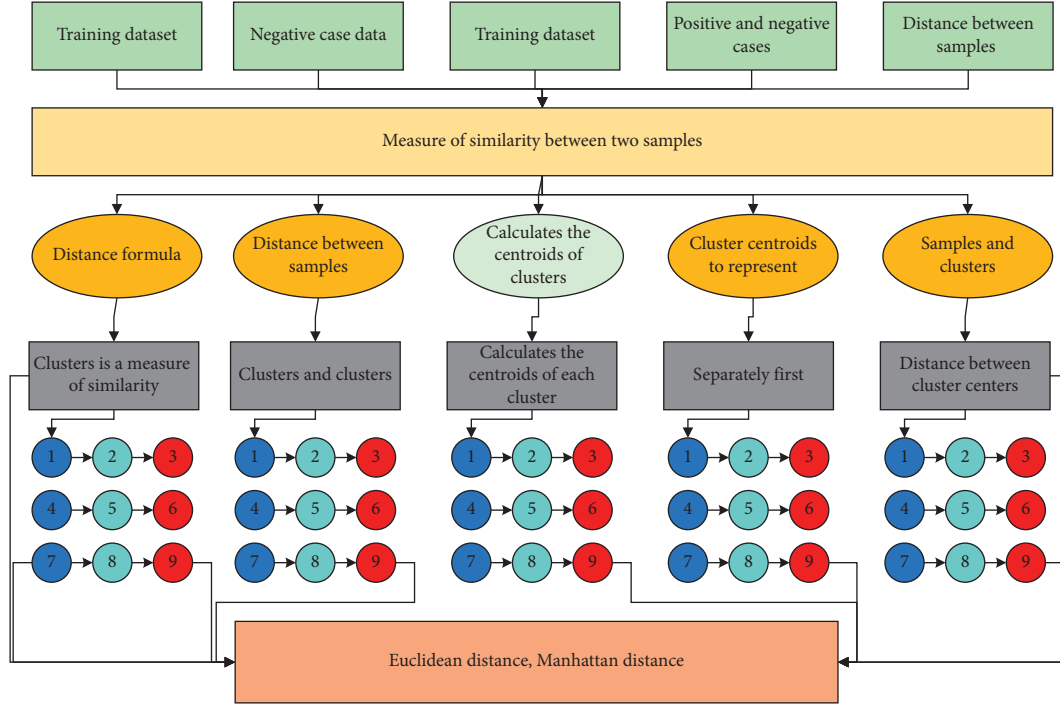 Training dataset
Negative case data
Training dataset
Positive and negative
cases
Distance between
samples
Measure of similarity between two samples
Distance formula
Distance between
samples
Calculates the
centroids of
clusters
Cluster centroids
to represent
Samples and
clusters
Clusters is a measure
of similarity
Clusters and clusters
Calculates the
centroids of each
cluster
Separately first
Distance between
cluster centers
1 2 3 1 2 3 1 2 3 1 2 3 1 2 3
4 5 6 4 5 6 4 5 6 4 5 6 4 5 6
7 8 9 7 8 9 7 8 9 7 8 9 7 8 9
Euclidean distance, Manhattan distance